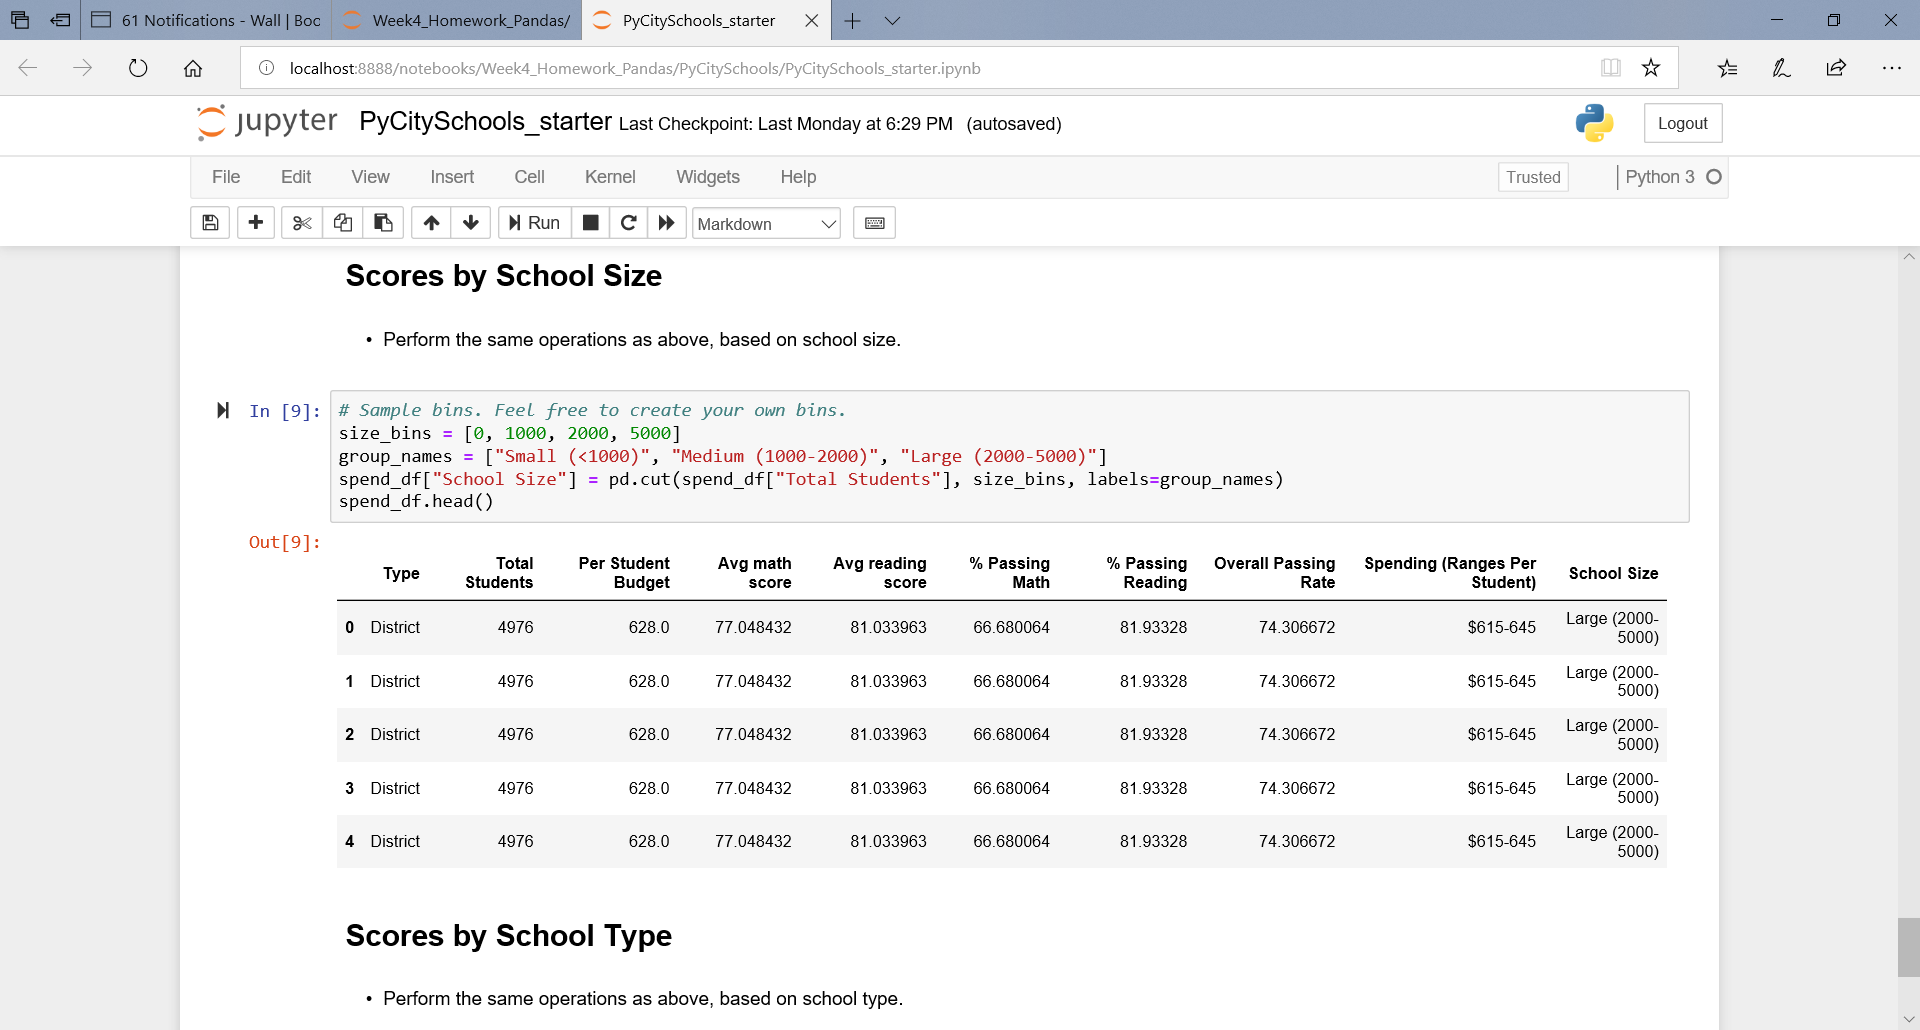 61 Notifications - Wall | Boo
Week4_Homework_Pandas/
PyCitySchools_starter
localhost:8888/notebooks/Week4_Homework_Pandas/PyCitySchools/PyCitySchools_starter.ipynb
jupyter PyCitySchools_starter Last Checkpoint: Last Monday at 6:29 PM (autosaved)
Logout
File Edit View Insert Cell Kernel Widgets Help
Trusted
Python 3
Run
Markdown
Scores by School Size
• Perform the same operations as above, based on school size.
In [9]:
# Sample bins. Feel free to create your own bins.
size_bins = [0, 1000, 2000, 5000]
group_names = ["Small (<1000)", "Medium (1000-2000)", "Large (2000-5000)"]
spend_df["School Size"] = pd.cut(spend_df["Total Students"], size_bins, labels=group_names)
spend_df.head()
Out[9]:
Type Total Students Per Student Budget Avg math score Avg reading score % Passing Math % Passing Reading Overall Passing Rate Spending (Ranges Per Student) School Size
0 District 4976 628.0 77.048432 81.033963 66.680064 81.93328 74.306672 $615-645 Large (2000-5000)
1 District 4976 628.0 77.048432 81.033963 66.680064 81.93328 74.306672 $615-645 Large (2000-5000)
2 District 4976 628.0 77.048432 81.033963 66.680064 81.93328 74.306672 $615-645 Large (2000-5000)
3 District 4976 628.0 77.048432 81.033963 66.680064 81.93328 74.306672 $615-645 Large (2000-5000)
4 District 4976 628.0 77.048432 81.033963 66.680064 81.93328 74.306672 $615-645 Large (2000-5000)
Scores by School Type
• Perform the same operations as above, based on school type.